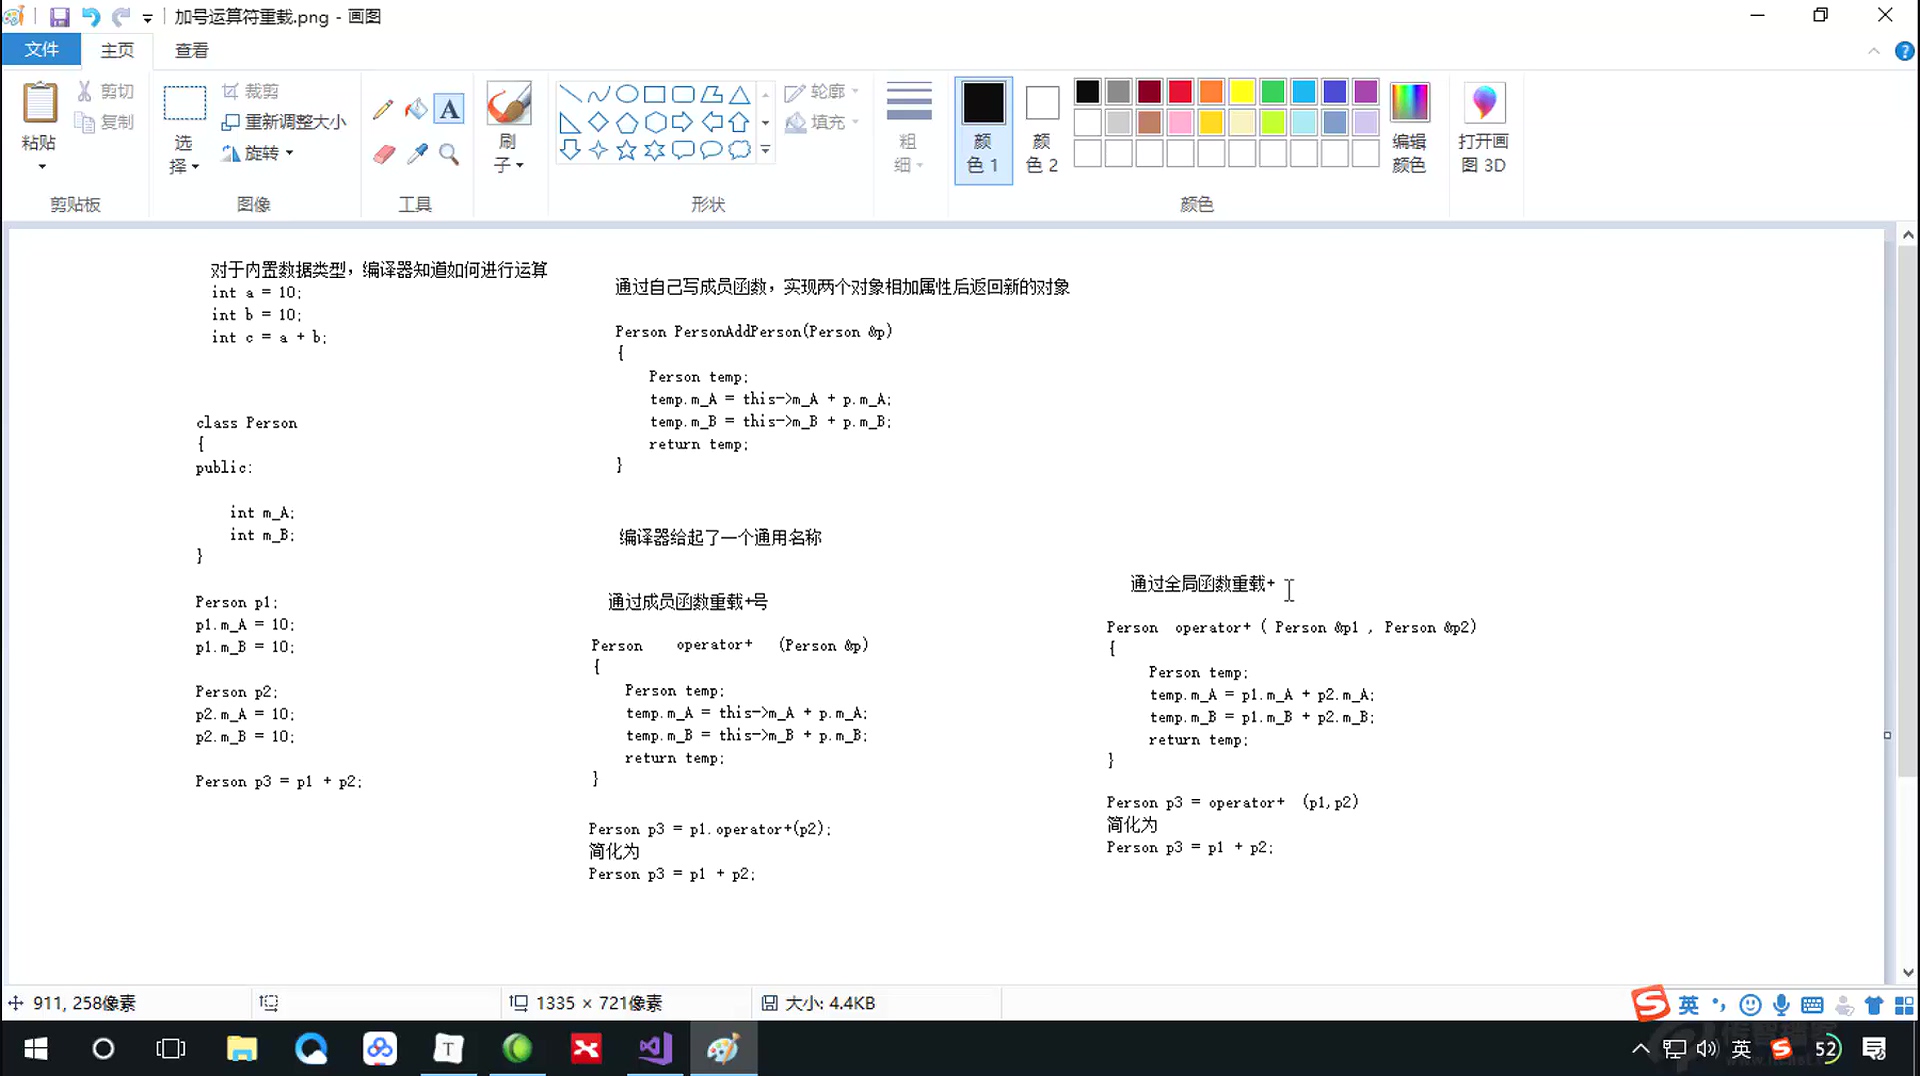 加号运算符重载.png - 画图
文件 主页 查看
粘贴 剪切 复制 剪贴板
选择 裁剪 重新调整大小 旋转 图像
工具
刷子
轮廓 填充 形状
粗细
颜色 1
颜色 2
编辑颜色
颜色
打开画图 3D
对于内置数据类型，编译器知道如何进行运算
int a = 10;
int b = 10;
int c = a + b;
class Person
{
public:
int m_A;
int m_B;
}
Person p1;
p1.m_A = 10;
p1.m_B = 10;
Person p2;
p2.m_A = 10;
p2.m_B = 10;
Person p3 = p1 + p2;
通过自己写成员函数，实现两个对象相加属性后返回新的对象
Person PersonAddPerson(Person &p)
{
Person temp;
temp.m_A = this->m_A + p.m_A;
temp.m_B = this->m_B + p.m_B;
return temp;
}
编译器给起了一个通用名称
通过成员函数重载+号
Person operator+ (Person &p)
{
Person temp;
temp.m_A = this->m_A + p.m_A;
temp.m_B = this->m_B + p.m_B;
return temp;
}
Person p3 = p1.operator+(p2);
简化为
Person p3 = p1 + p2;
通过全局函数重载+
Person operator+ ( Person &p1 , Person &p2)
{
Person temp;
temp.m_A = p1.m_A + p2.m_A;
temp.m_B = p1.m_B + p2.m_B;
return temp;
}
Person p3 = operator+ (p1,p2)
简化为
Person p3 = p1 + p2;
911, 258像素
1335 × 721像素
大小: 4.4KB
英
英
52